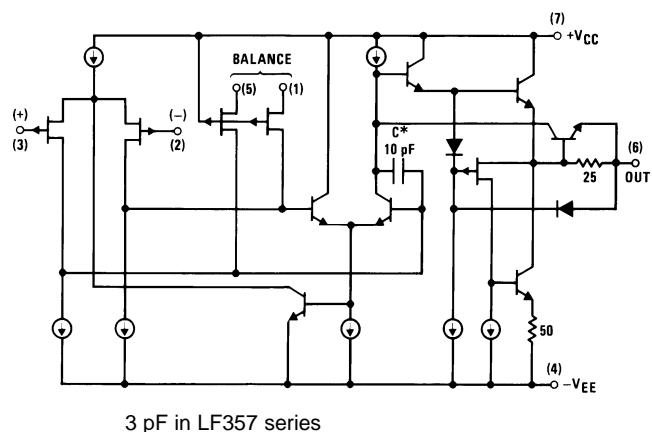 (7)
+VCC
BALANCE
(5)
(1)
(+)
(3)
(−)
(2)
C*
10 pF
(6)
OUT
25
50
(4)
−VEE
3 pF in LF357 series